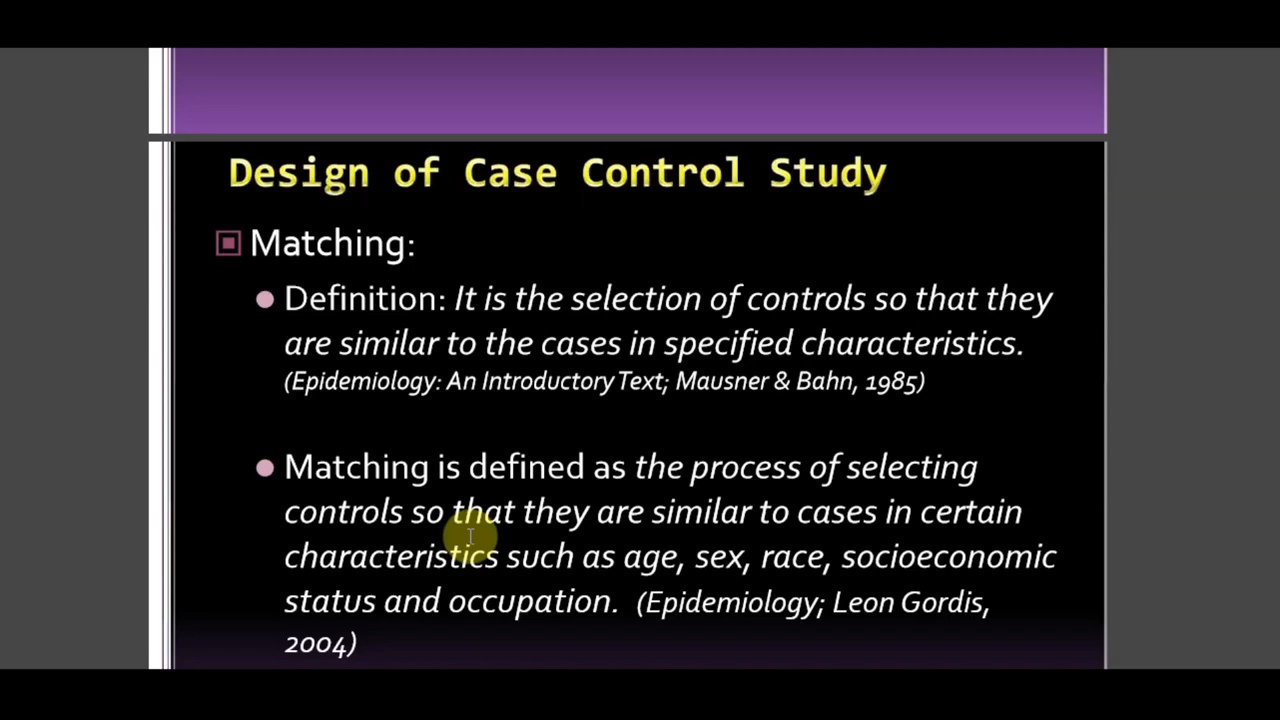 Design of Case Control Study
Matching:
Definition: It is the selection of controls so that they
are similar to the cases in specified characteristics.
(Epidemiology: An Introductory Text; Mausner & Bahn, 1985)
Matching is defined as the process of selecting
controls so that they are similar to cases in certain
characteristics such as age, sex, race, socioeconomic
status and occupation. (Epidemiology; Leon Gordis,
2004)